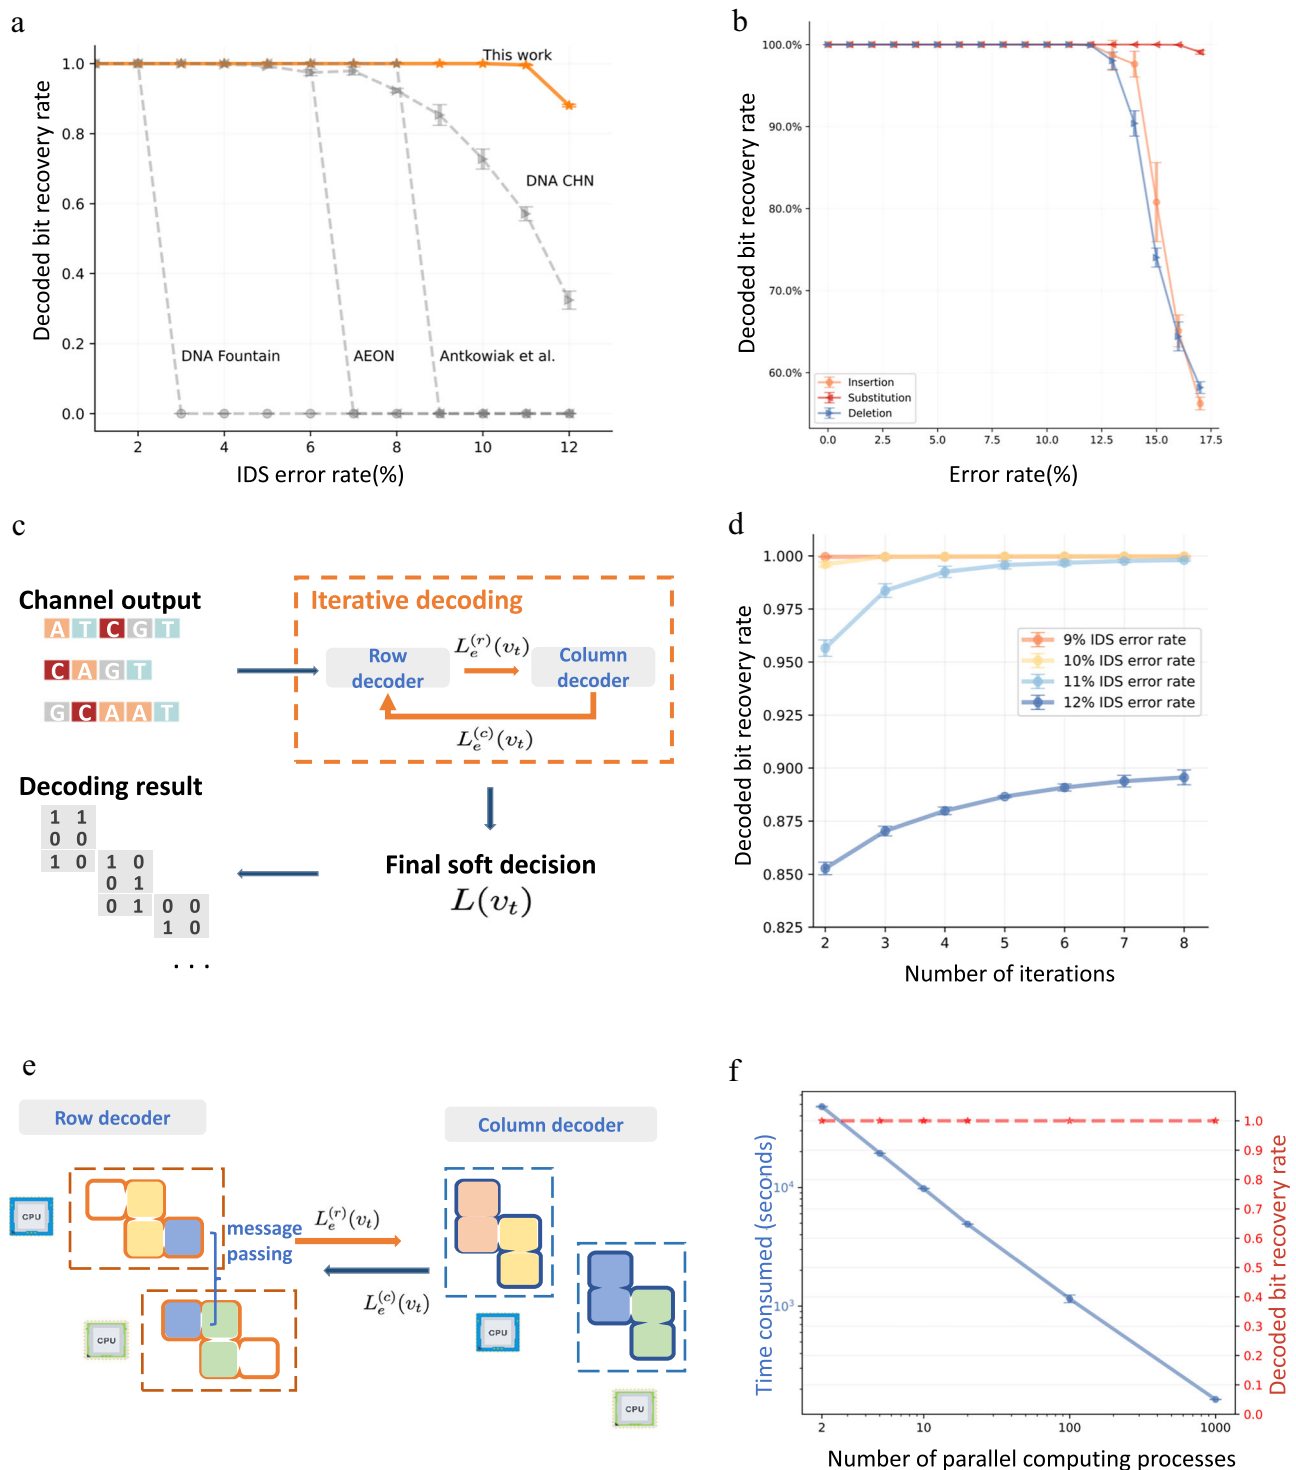 a
Decoded bit recovery rate
1.0
0.8
0.6
0.4
0.2
0.0
This work
DNA CHN
DNA Fountain
AEON
Antkowiak et al.
2
4
6
8
10
12
IDS error rate(%)
b
Decoded bit recovery rate
100.0%
90.0%
80.0%
70.0%
60.0%
Insertion
Substitution
Deletion
0.0
2.5
5.0
7.5
10.0
12.5
15.0
17.5
Error rate(%)
c
Channel output
A T C G T
C A G T
G C A A T
Iterative decoding
Row
decoder
L_e^{(r)}(v_t)
Column
decoder
L_e^{(c)}(v_t)
Final soft decision
L(v_t)
Decoding result
1 1
0 0
1 0 1 0
0 1
0 1 0 0
1 0
. . .
d
Decoded bit recovery rate
1.000
0.975
0.950
0.925
0.900
0.875
0.850
0.825
9% IDS error rate
10% IDS error rate
11% IDS error rate
12% IDS error rate
2
3
4
5
6
7
8
Number of iterations
e
Row decoder
Column decoder
CPU
message
passing
L_e^{(r)}(v_t)
L_e^{(c)}(v_t)
CPU
CPU
CPU
f
Time consumed (seconds)
10^4
10^3
Decoded bit recovery rate
1.0
0.9
0.8
0.7
0.6
0.5
0.4
0.3
0.2
0.1
0.0
2
10
100
1000
Number of parallel computing processes